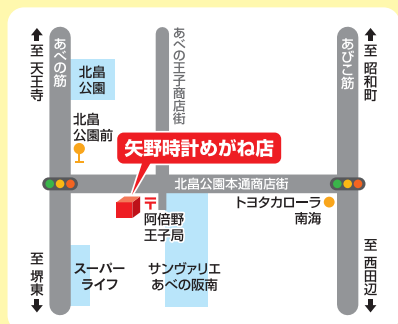 至 天王寺
あべの筋
北畠
公園
あべの王子商店街
あびこ筋
至 昭和町
北畠
公園前
矢野時計めがね店
北畠公園本通商店街
〒
阿倍野
王子局
トヨタカローラ
南海
至 堺東
スーパー
ライフ
サンヴァリエ
あべの阪南
至 西田辺